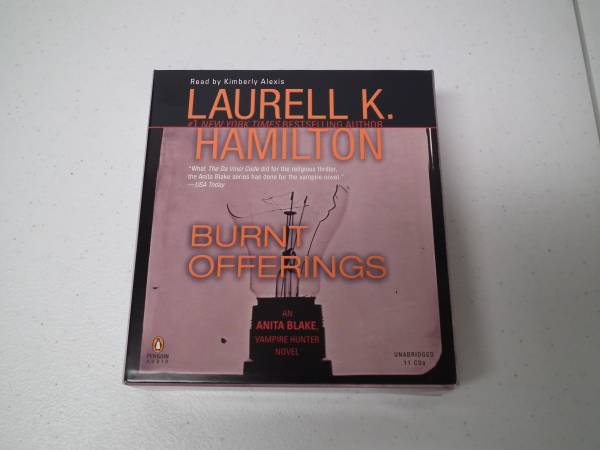 Read by Kimberly Alexis
LAURELL K.
#1 NEW YORK TIMES BESTSELLING AUTHOR
HAMILTON
"What The Da Vinci Code did for the religious thriller,
the Anita Blake series has done for the vampire novel."
—USA Today
BURNT
OFFERINGS
AN
ANITA BLAKE,
VAMPIRE HUNTER
NOVEL
PENGUIN
AUDIO
UNABRIDGED
11 CDs